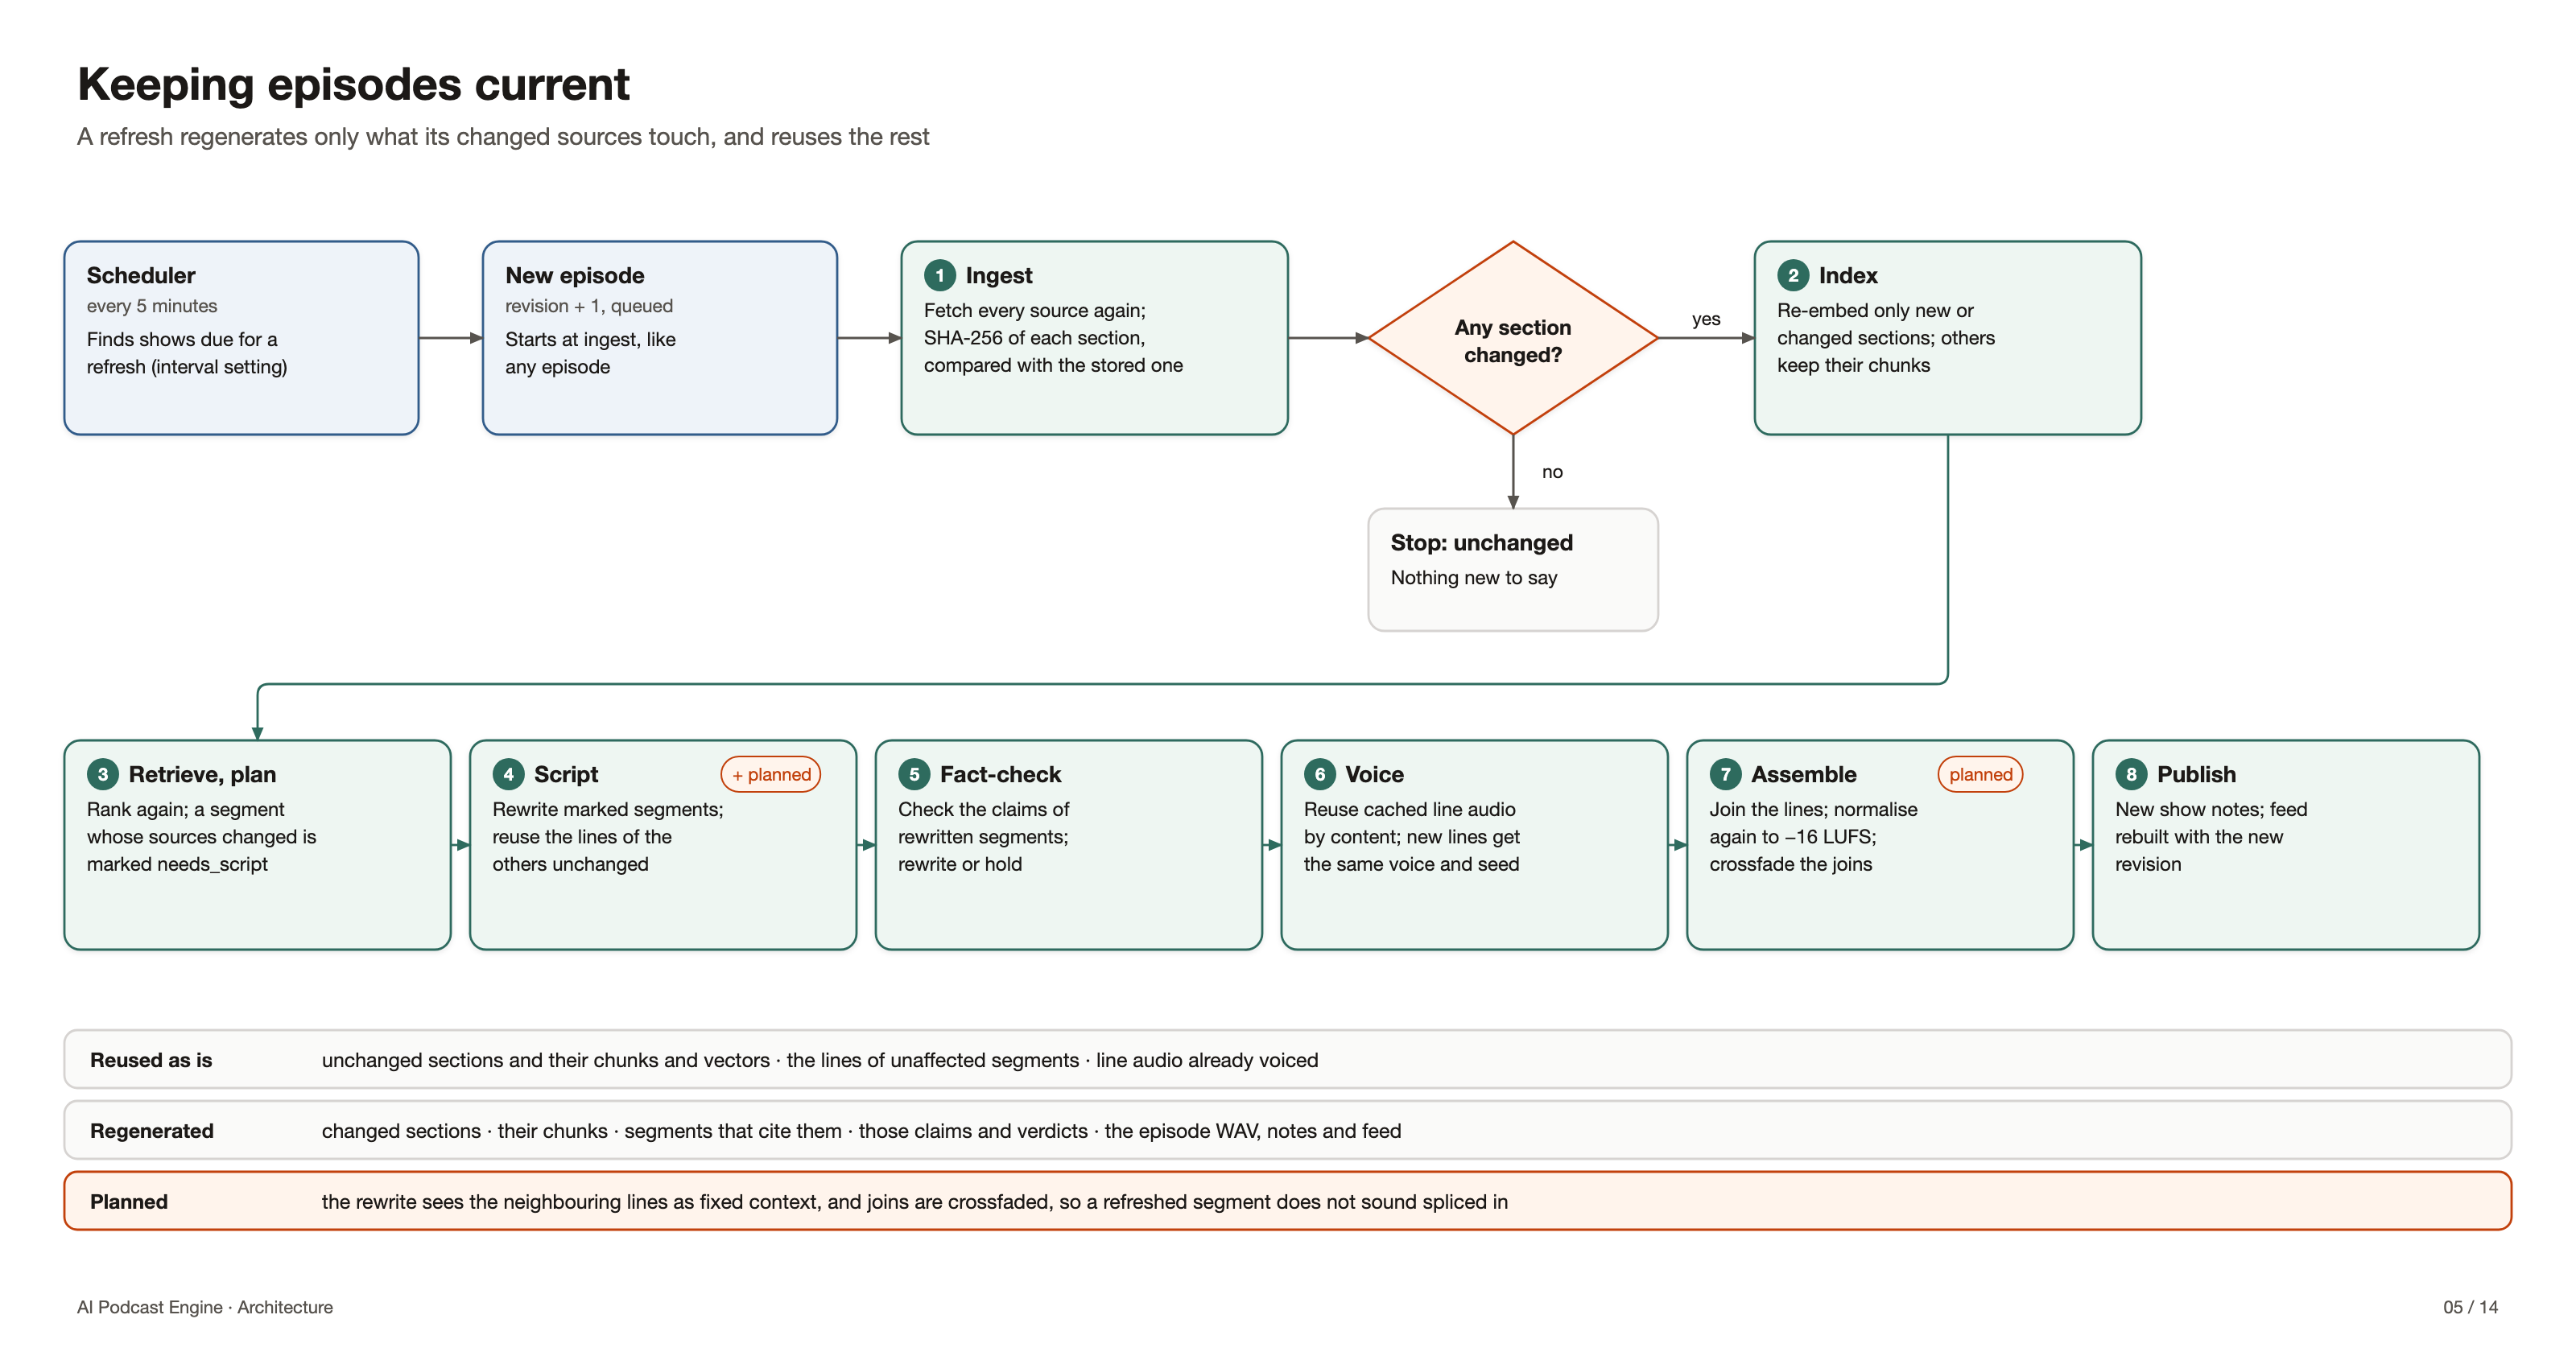 Keeping episodes current
A refresh regenerates only what its changed sources touch, and reuses the rest
Scheduler
every 5 minutes
Finds shows due for a
refresh (interval setting)
New episode
revision + 1, queued
Starts at ingest, like
any episode
1 Ingest
Fetch every source again;
SHA-256 of each section,
compared with the stored one
Any section
changed?
yes
no
2 Index
Re-embed only new or
changed sections; others
keep their chunks
Stop: unchanged
Nothing new to say
3 Retrieve, plan
Rank again; a segment
whose sources changed is
marked needs_script
4 Script + planned
Rewrite marked segments;
reuse the lines of the
others unchanged
5 Fact-check
Check the claims of
rewritten segments;
rewrite or hold
6 Voice
Reuse cached line audio
by content; new lines get
the same voice and seed
7 Assemble planned
Join the lines; normalise
again to −16 LUFS;
crossfade the joins
8 Publish
New show notes; feed
rebuilt with the new
revision
Reused as is unchanged sections and their chunks and vectors · the lines of unaffected segments · line audio already voiced
Regenerated changed sections · their chunks · segments that cite them · those claims and verdicts · the episode WAV, notes and feed
Planned the rewrite sees the neighbouring lines as fixed context, and joins are crossfaded, so a refreshed segment does not sound spliced in
AI Podcast Engine · Architecture
05 / 14